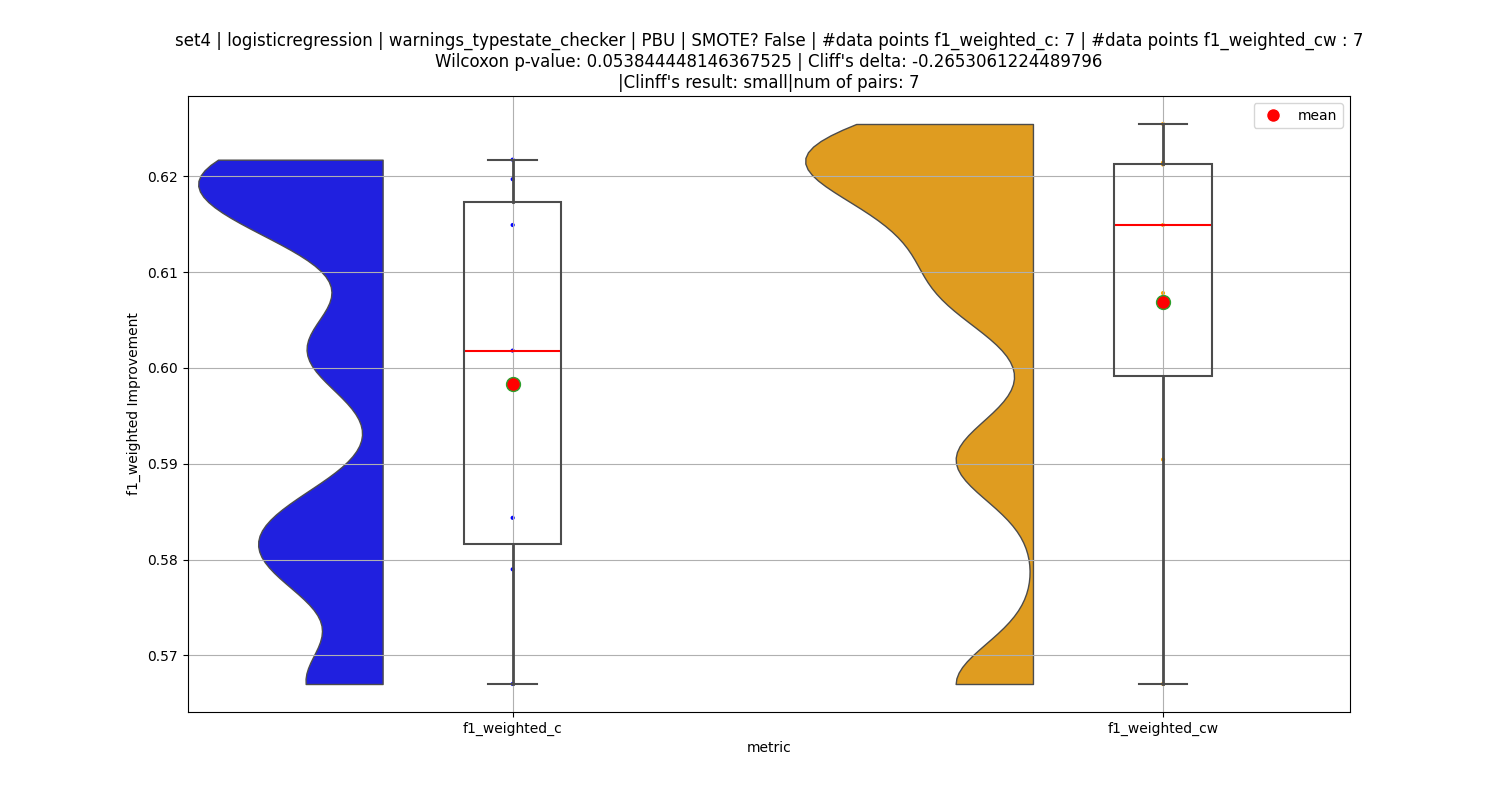 set4 | logisticregression | warnings_typestate_checker | PBU | SMOTE? False | #data points f1_weighted_c: 7 | #data points f1_weighted_cw : 7
Wilcoxon p-value: 0.053844448146367525 | Cliff's delta: -0.2653061224489796
|Clinff's result: small|num of pairs: 7
mean
0.62
0.61
0.60
0.59
0.58
0.57
f1_weighted Improvement
f1_weighted_c
f1_weighted_cw
metric